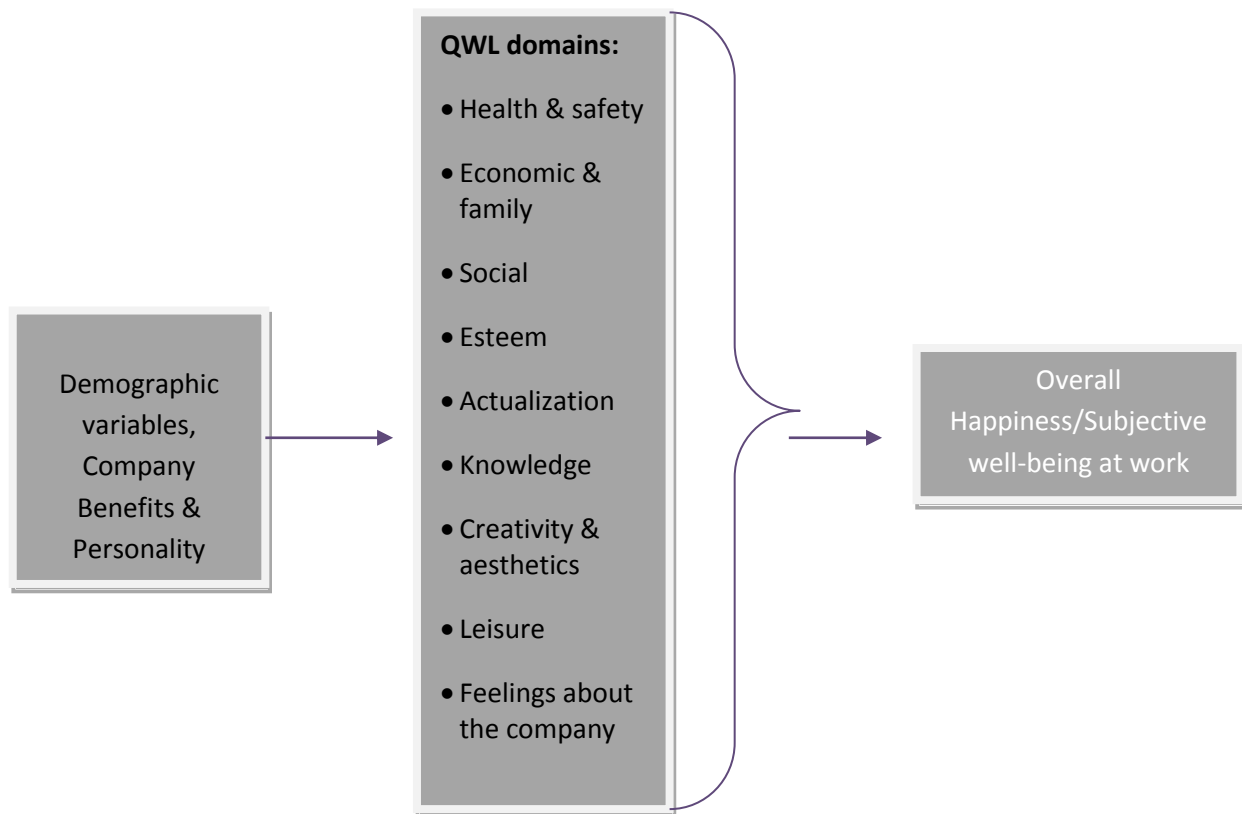 Demographic
variables,
Company
Benefits &
Personality
QWL domains:
• Health & safety
• Economic &
family
• Social
• Esteem
• Actualization
• Knowledge
• Creativity &
aesthetics
• Leisure
• Feelings about
the company
Overall
Happiness/Subjective
well-being at work